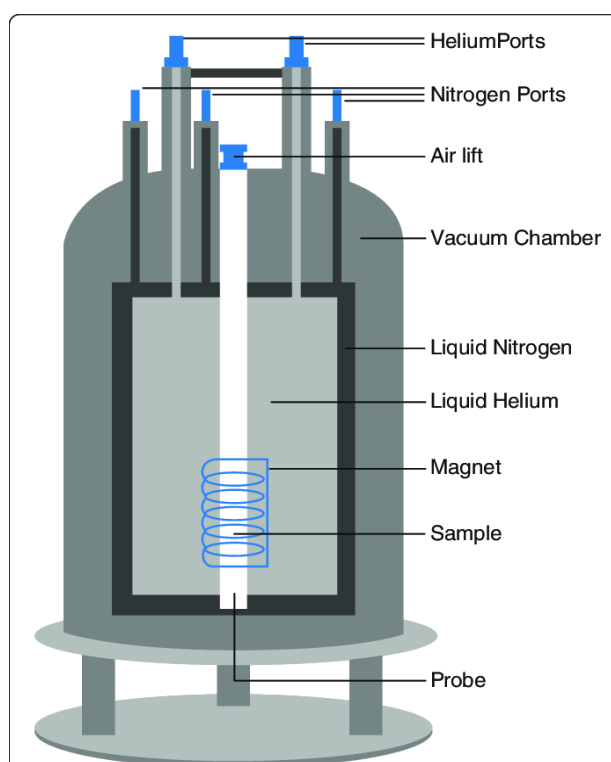 HeliumPorts
Nitrogen Ports
Air lift
Vacuum Chamber
Liquid Nitrogen
Liquid Helium
Magnet
Sample
Probe